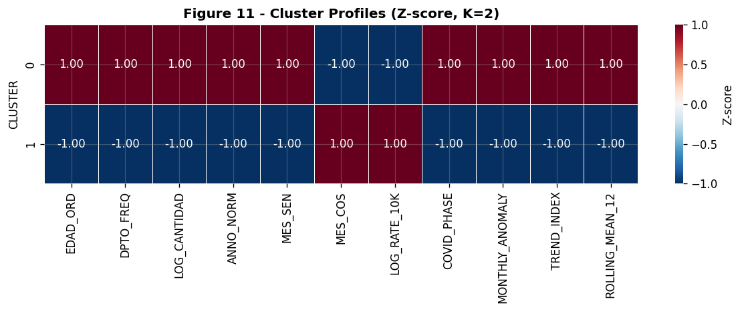 Figure 11 - Cluster Profiles (Z-score, K=2)
CLUSTER
0
1.00 1.00 1.00 1.00 1.00 -1.00 -1.00 1.00 1.00 1.00 1.00
1
-1.00 -1.00 -1.00 -1.00 -1.00 1.00 1.00 -1.00 -1.00 -1.00 -1.00
EDAD_ORD
DPTO_FREQ
LOG_CANTIDAD
ANNO_NORM
MES_SEN
MES_COS
LOG_RATE_10K
COVID_PHASE
MONTHLY_ANOMALY
TREND_INDEX
ROLLING_MEAN_12
1.0
0.5
0.0
−0.5
−1.0
Z-score